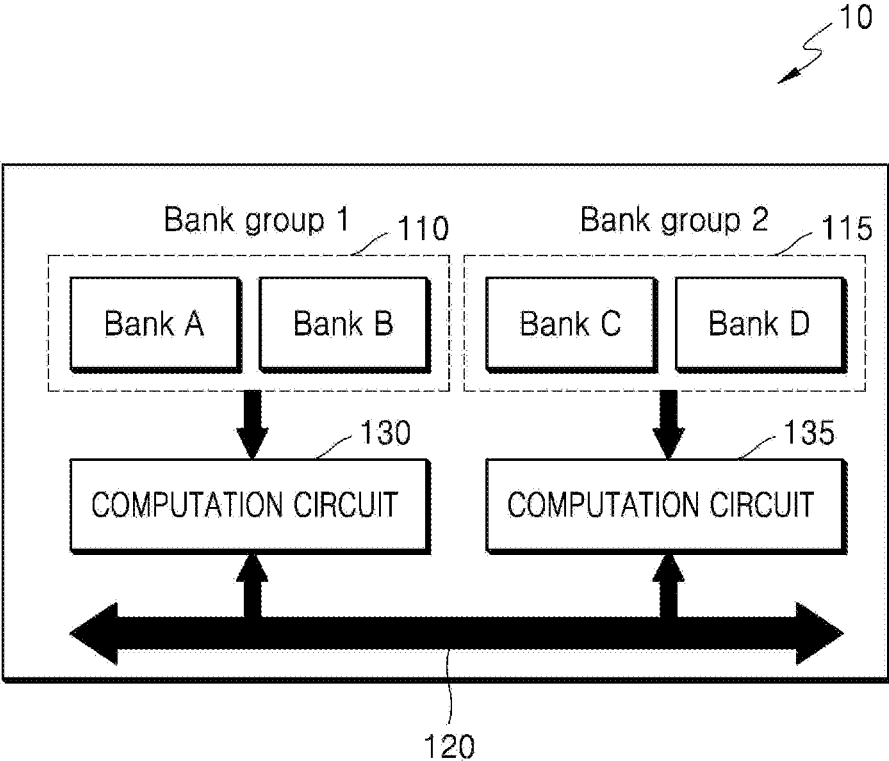 10
Bank group 1
110
Bank group 2
115
Bank A
Bank B
Bank C
Bank D
130
135
COMPUTATION CIRCUIT
COMPUTATION CIRCUIT
120